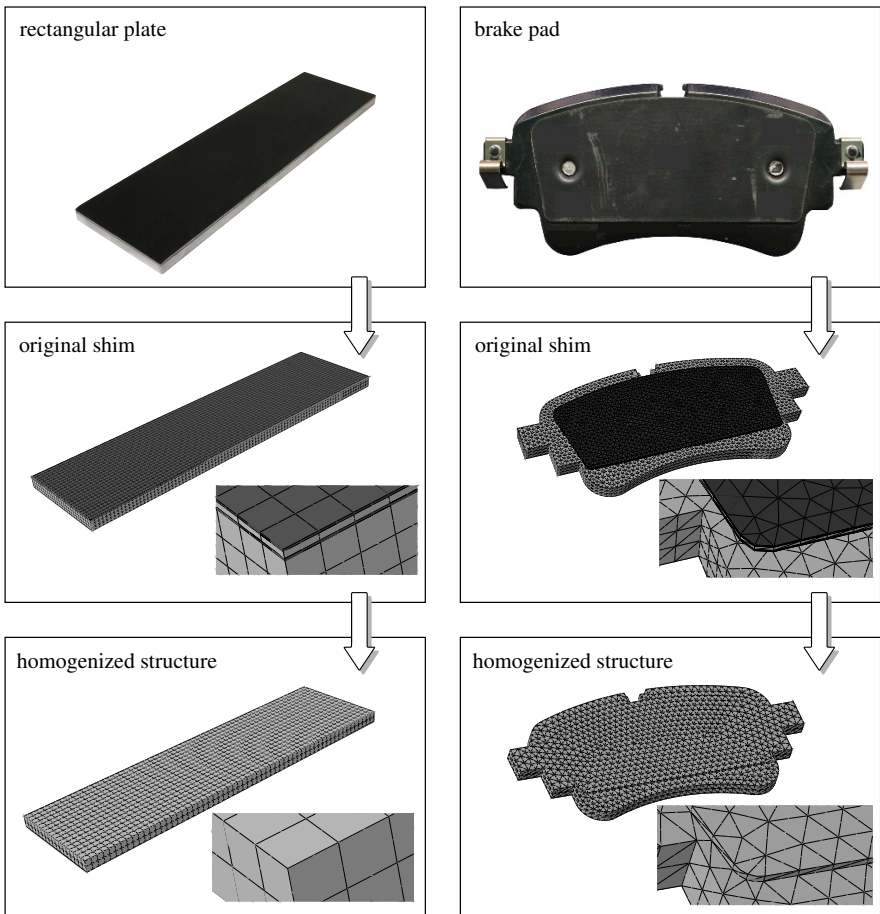 rectangular plate
brake pad
original shim
original shim
homogenized structure
homogenized structure